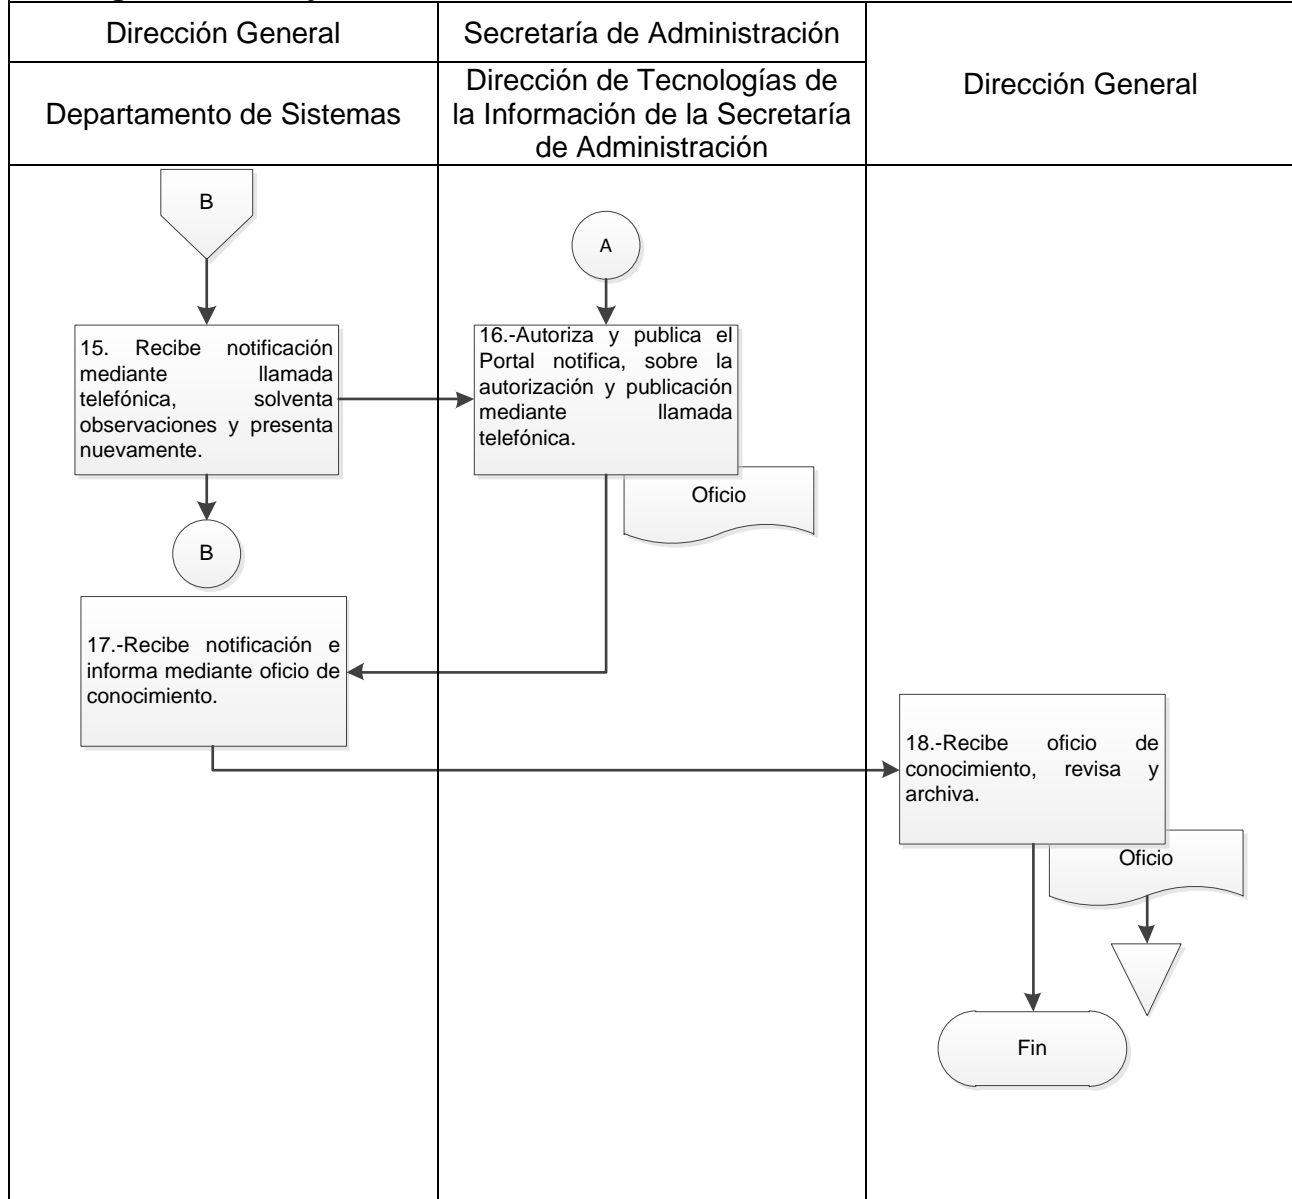 Dirección General
Secretaría de Administración
Dirección General
Departamento de Sistemas
Dirección de Tecnologías de
la Información de la Secretaría
de Administración
B
A
15. Recibe notificación
mediante llamada
telefónica, solventa
observaciones y presenta
nuevamente.
16.-Autoriza y publica el
Portal notifica, sobre la
autorización y publicación
mediante llamada
telefónica.
Oficio
B
17.-Recibe notificación e
informa mediante oficio de
conocimiento.
18.-Recibe oficio de
conocimiento, revisa y
archiva.
Oficio
Fin